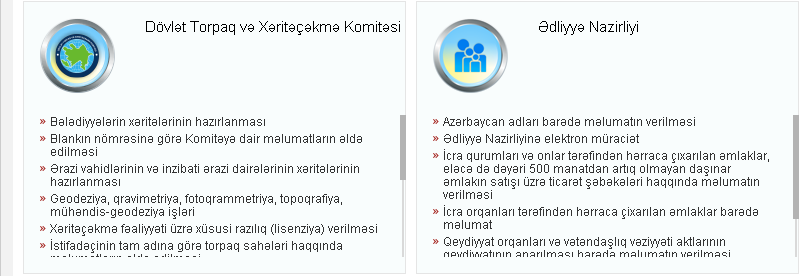 Dövlət Torpaq və Xəritəçəkmə Komitəsi
» Bələdiyyələrin xəritələrinin hazırlanması
» Blankın nömrəsinə görə Komitəyə dair məlumatların əldə
edilməsi
» Ərazi vahidlərinin və inzibati ərazi dairələrinin xəritələrinin
hazırlanması
» Geodeziya, qravimetriya, fotoqrammetriya, topoqrafiya,
mühəndis-geodeziya işləri
» Xəritəçəkmə fəaliyyəti üzrə xüsusi razılıq (lisenziya) verilməsi
» İstifadəçinin tam adına görə torpaq sahələri haqqında
məlumatların əldə edilməsi
Ədliyyə Nazirliyi
» Azərbaycan adları barədə məlumatın verilməsi
» Ədliyyə Nazirliyinə elektron müraciət
» İcra qurumları və onlar tərəfindən hərraca çıxarılan əmlaklar,
eləcə də dəyəri 500 manatdan artıq olmayan daşınar
əmlakın satışı üzrə ticarət şəbəkələri haqqında məlumatın
verilməsi
» İcra orqanları tərəfindən hərraca çıxarılan əmlaklar barədə
məlumat
» Qeydiyyat orqanları və vətəndaşlıq vəziyyəti aktlarının
qeydiyyatının aparılması barədə məlumatın verilməsi